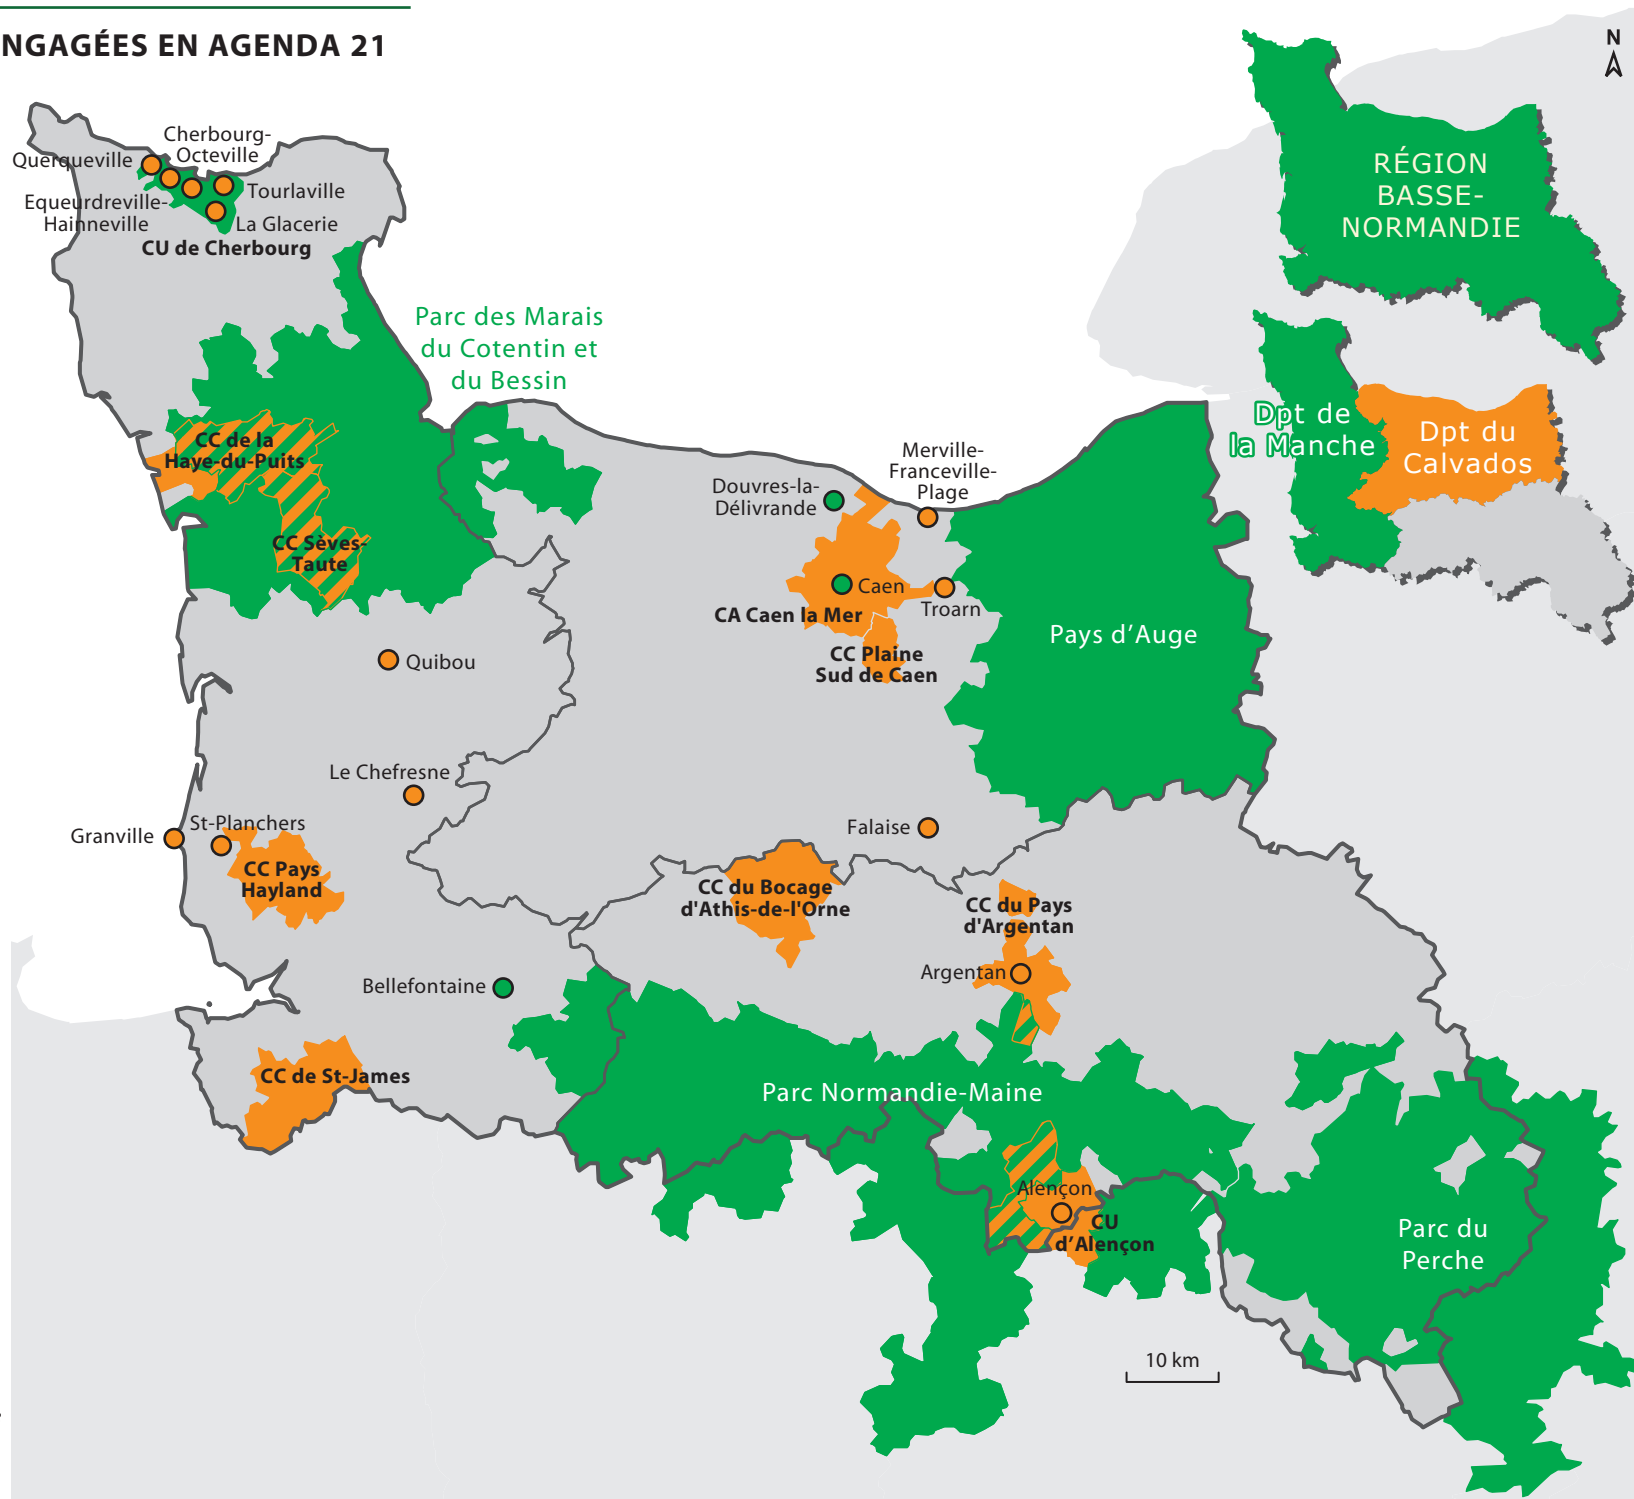 NGAGÉES EN AGENDA 21
N
Cherbourg-
Octeville
Querqueville
Tourlaville
Equeurdreville-
Hainneville
La Glacerie
CU de Cherbourg
RÉGION
BASSE-
NORMANDIE
Parc des Marais
du Cotentin et
du Bessin
Dpt de
la Manche
Dpt du
Calvados
CC de la
Haye-du-Puits
CC Sèves-
Taute
Merville-
Franceville-
Plage
Douvres-la-
Délivrande
Caen
Troarn
CA Caen la Mer
CC Plaine
Sud de Caen
Pays d'Auge
Quibou
Le Chefresne
St-Planchers
Granville
CC Pays
Hayland
Falaise
CC du Bocage
d'Athis-de-l'Orne
CC du Pays
d'Argentan
Argentan
Bellefontaine
CC de St-James
Parc Normandie-Maine
Alençon
CU
d'Alençon
Parc du
Perche
10 km